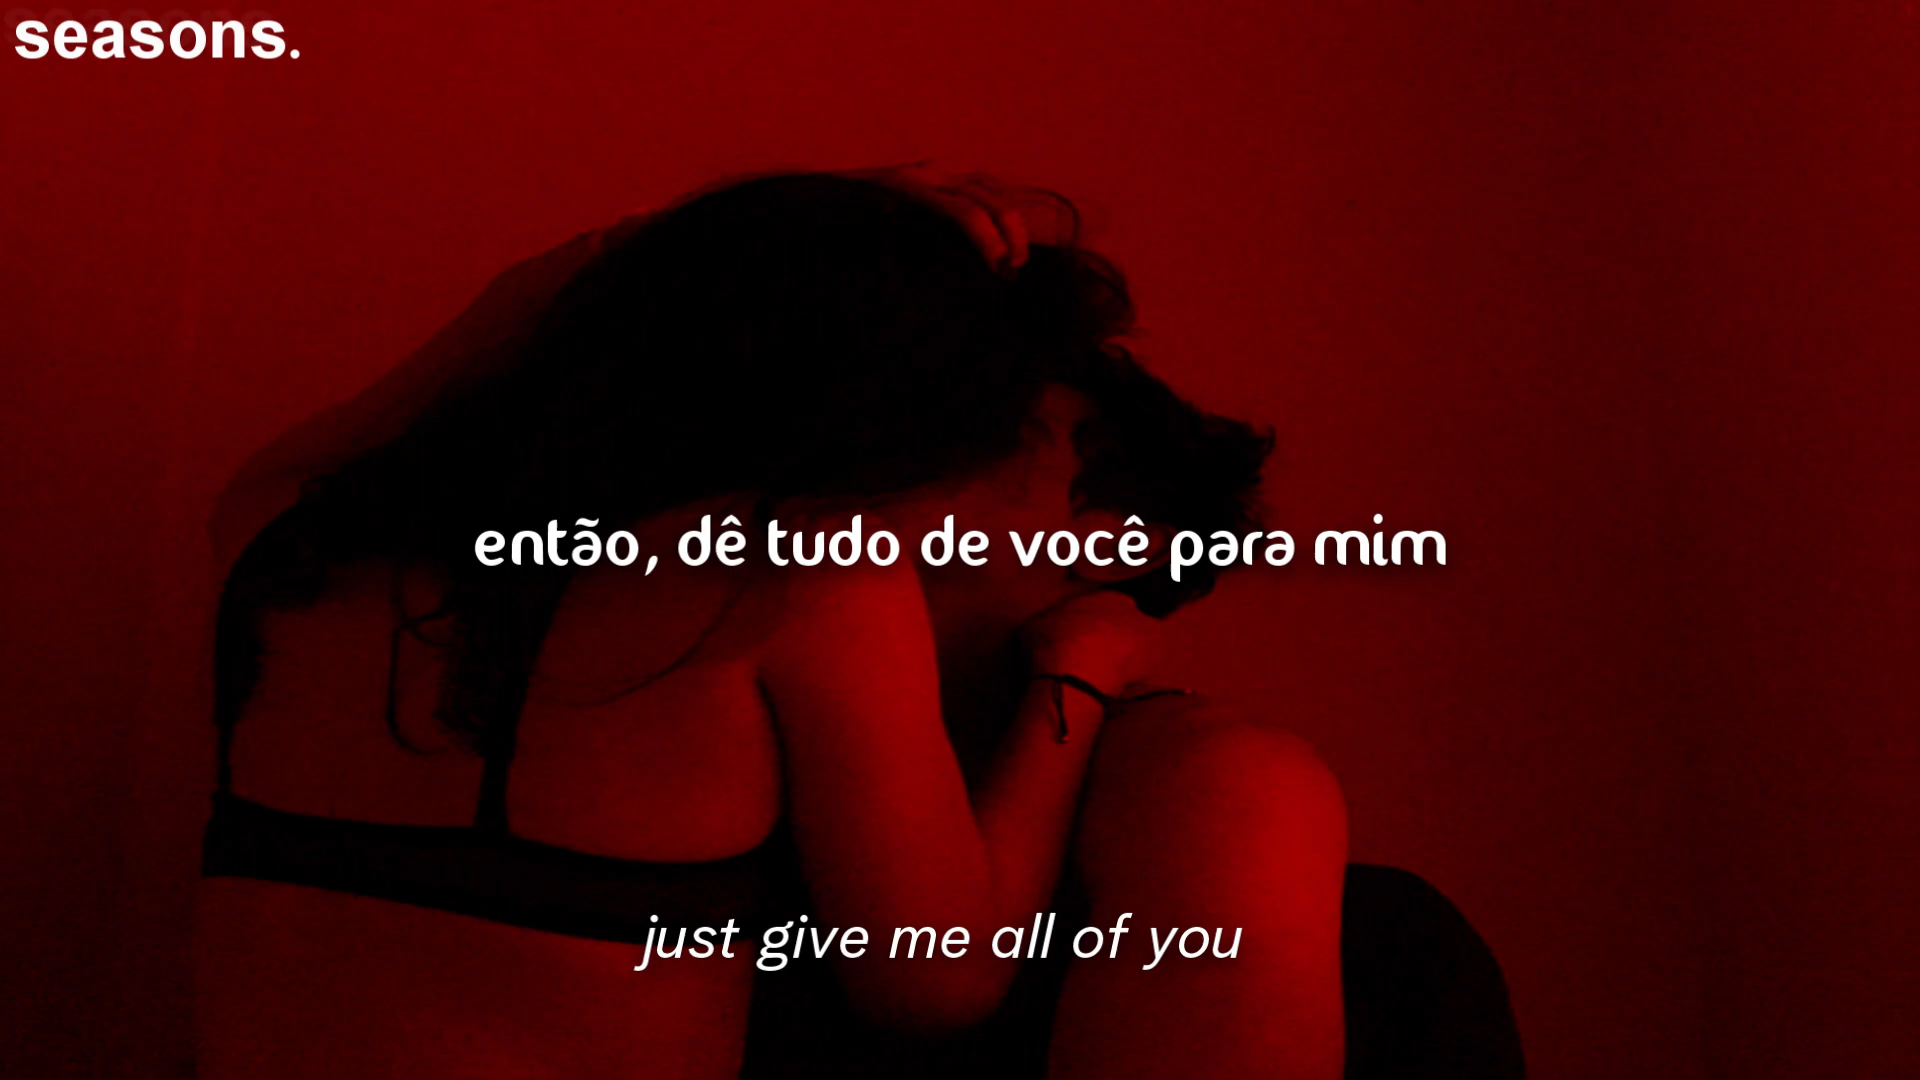 seasons.
então, dê tudo de você para mim
just give me all of you